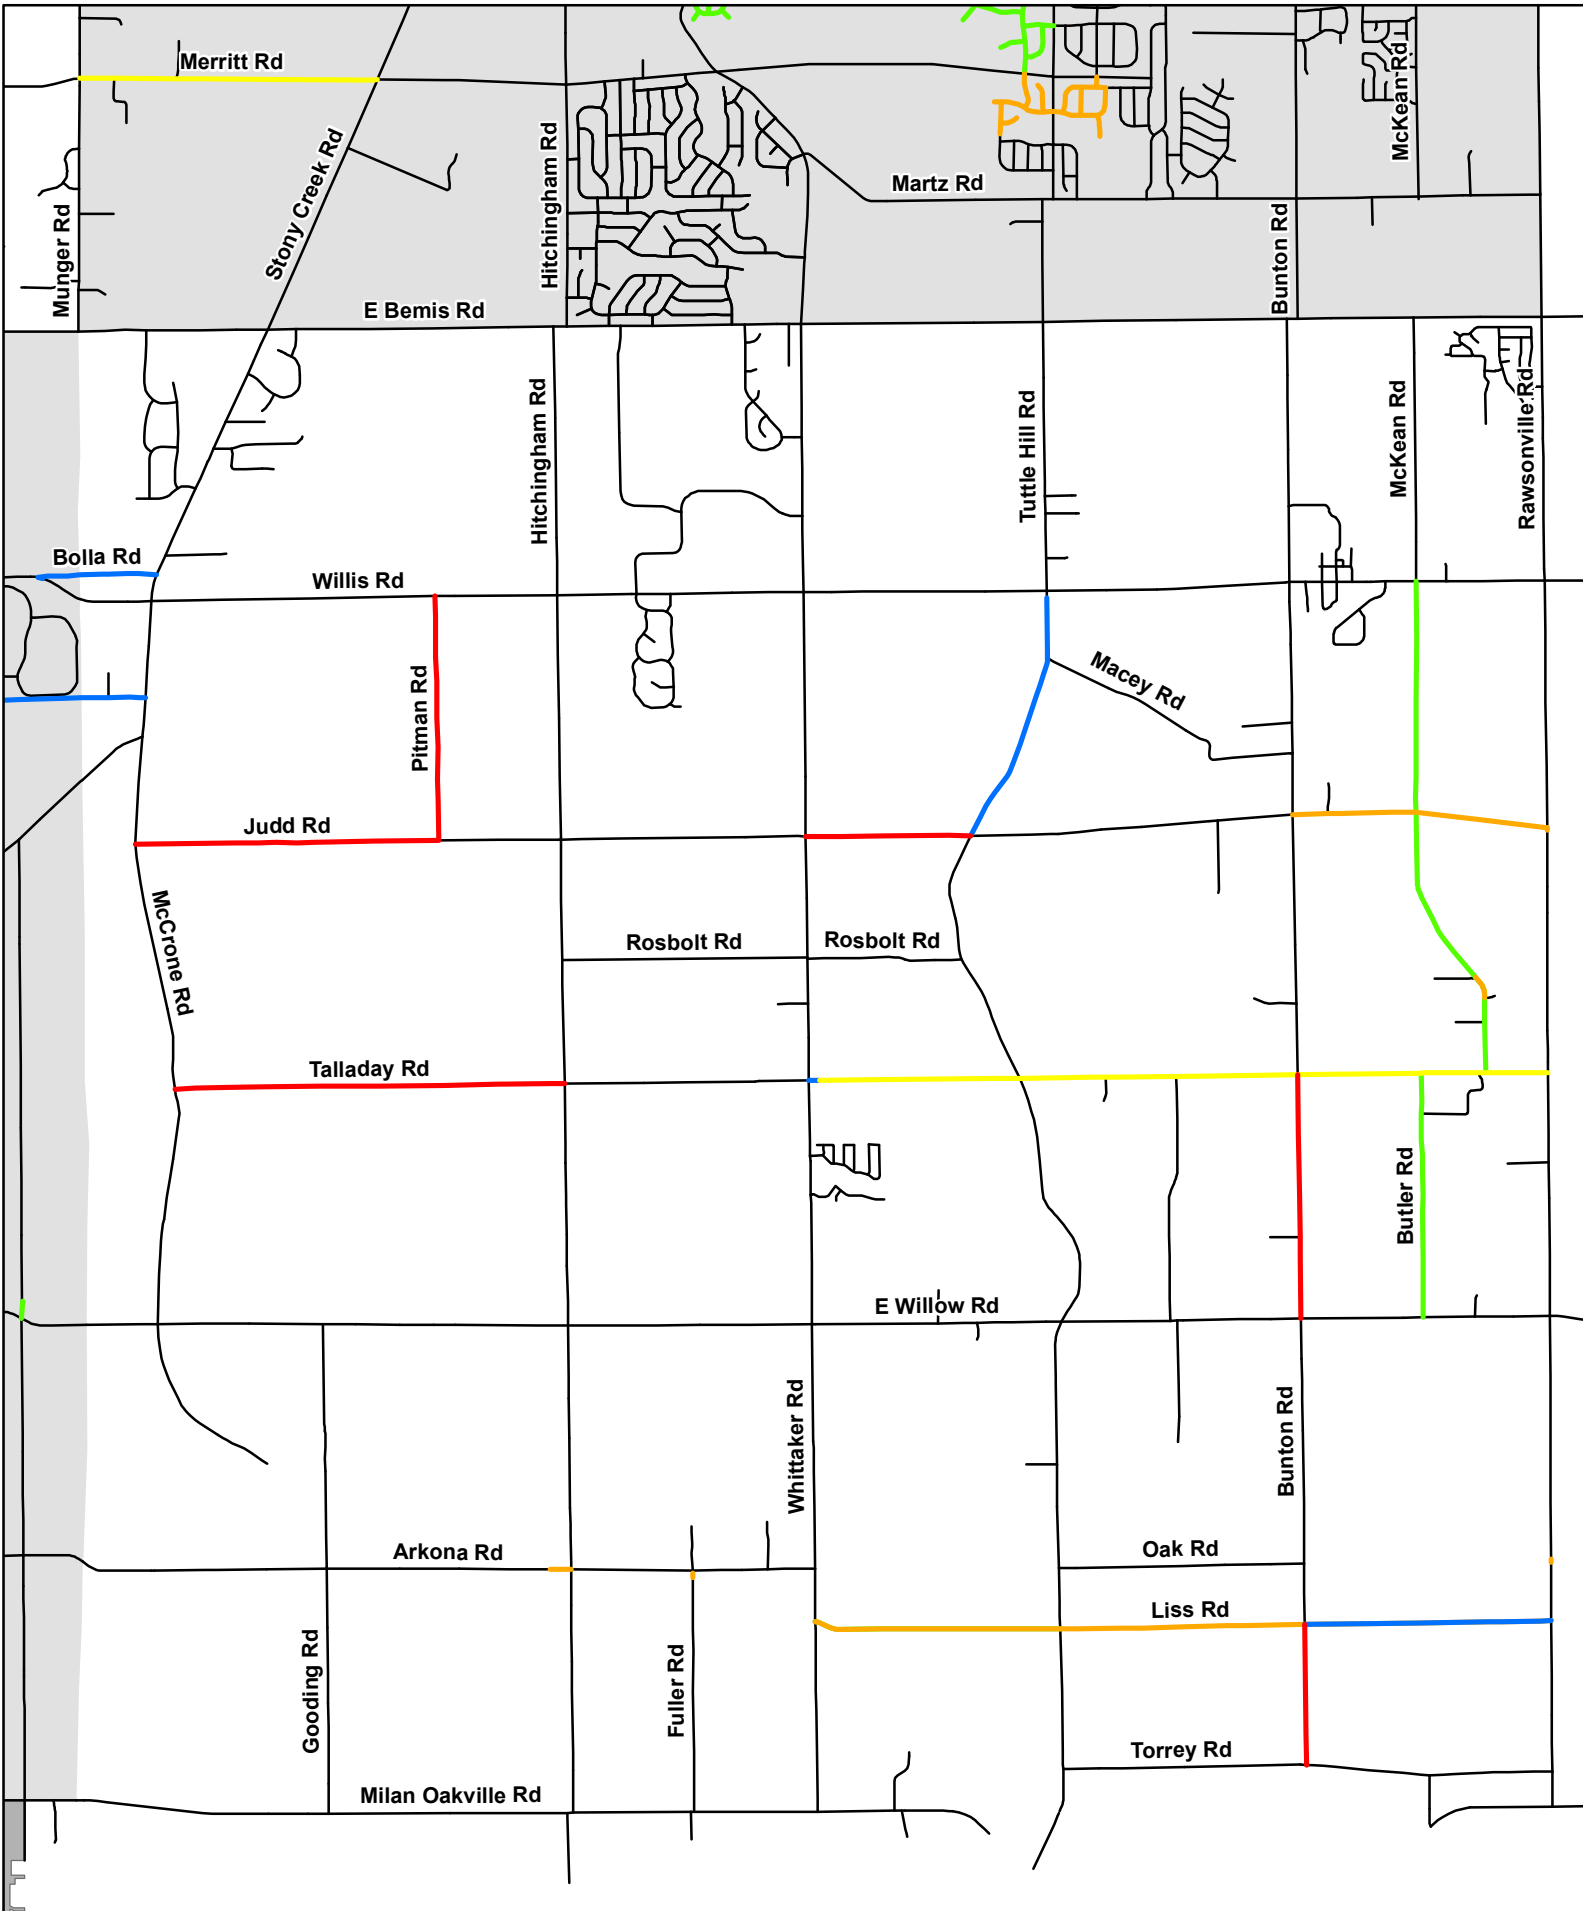 Merritt Rd
McKean Rd
Stony Creek Rd
Hitchingham Rd
Martz Rd
Munger Rd
Bunton Rd
E Bemis Rd
Hitchingham Rd
Tuttle Hill Rd
McKean Rd
Rawsonville Rd
Bolla Rd
Willis Rd
Pitman Rd
Macey Rd
Judd Rd
McCrone Rd
Rosbolt Rd
Rosbolt Rd
Talladay Rd
Butler Rd
E Willow Rd
Whittaker Rd
Bunton Rd
Arkona Rd
Oak Rd
Liss Rd
Gooding Rd
Fuller Rd
Torrey Rd
Milan Oakville Rd